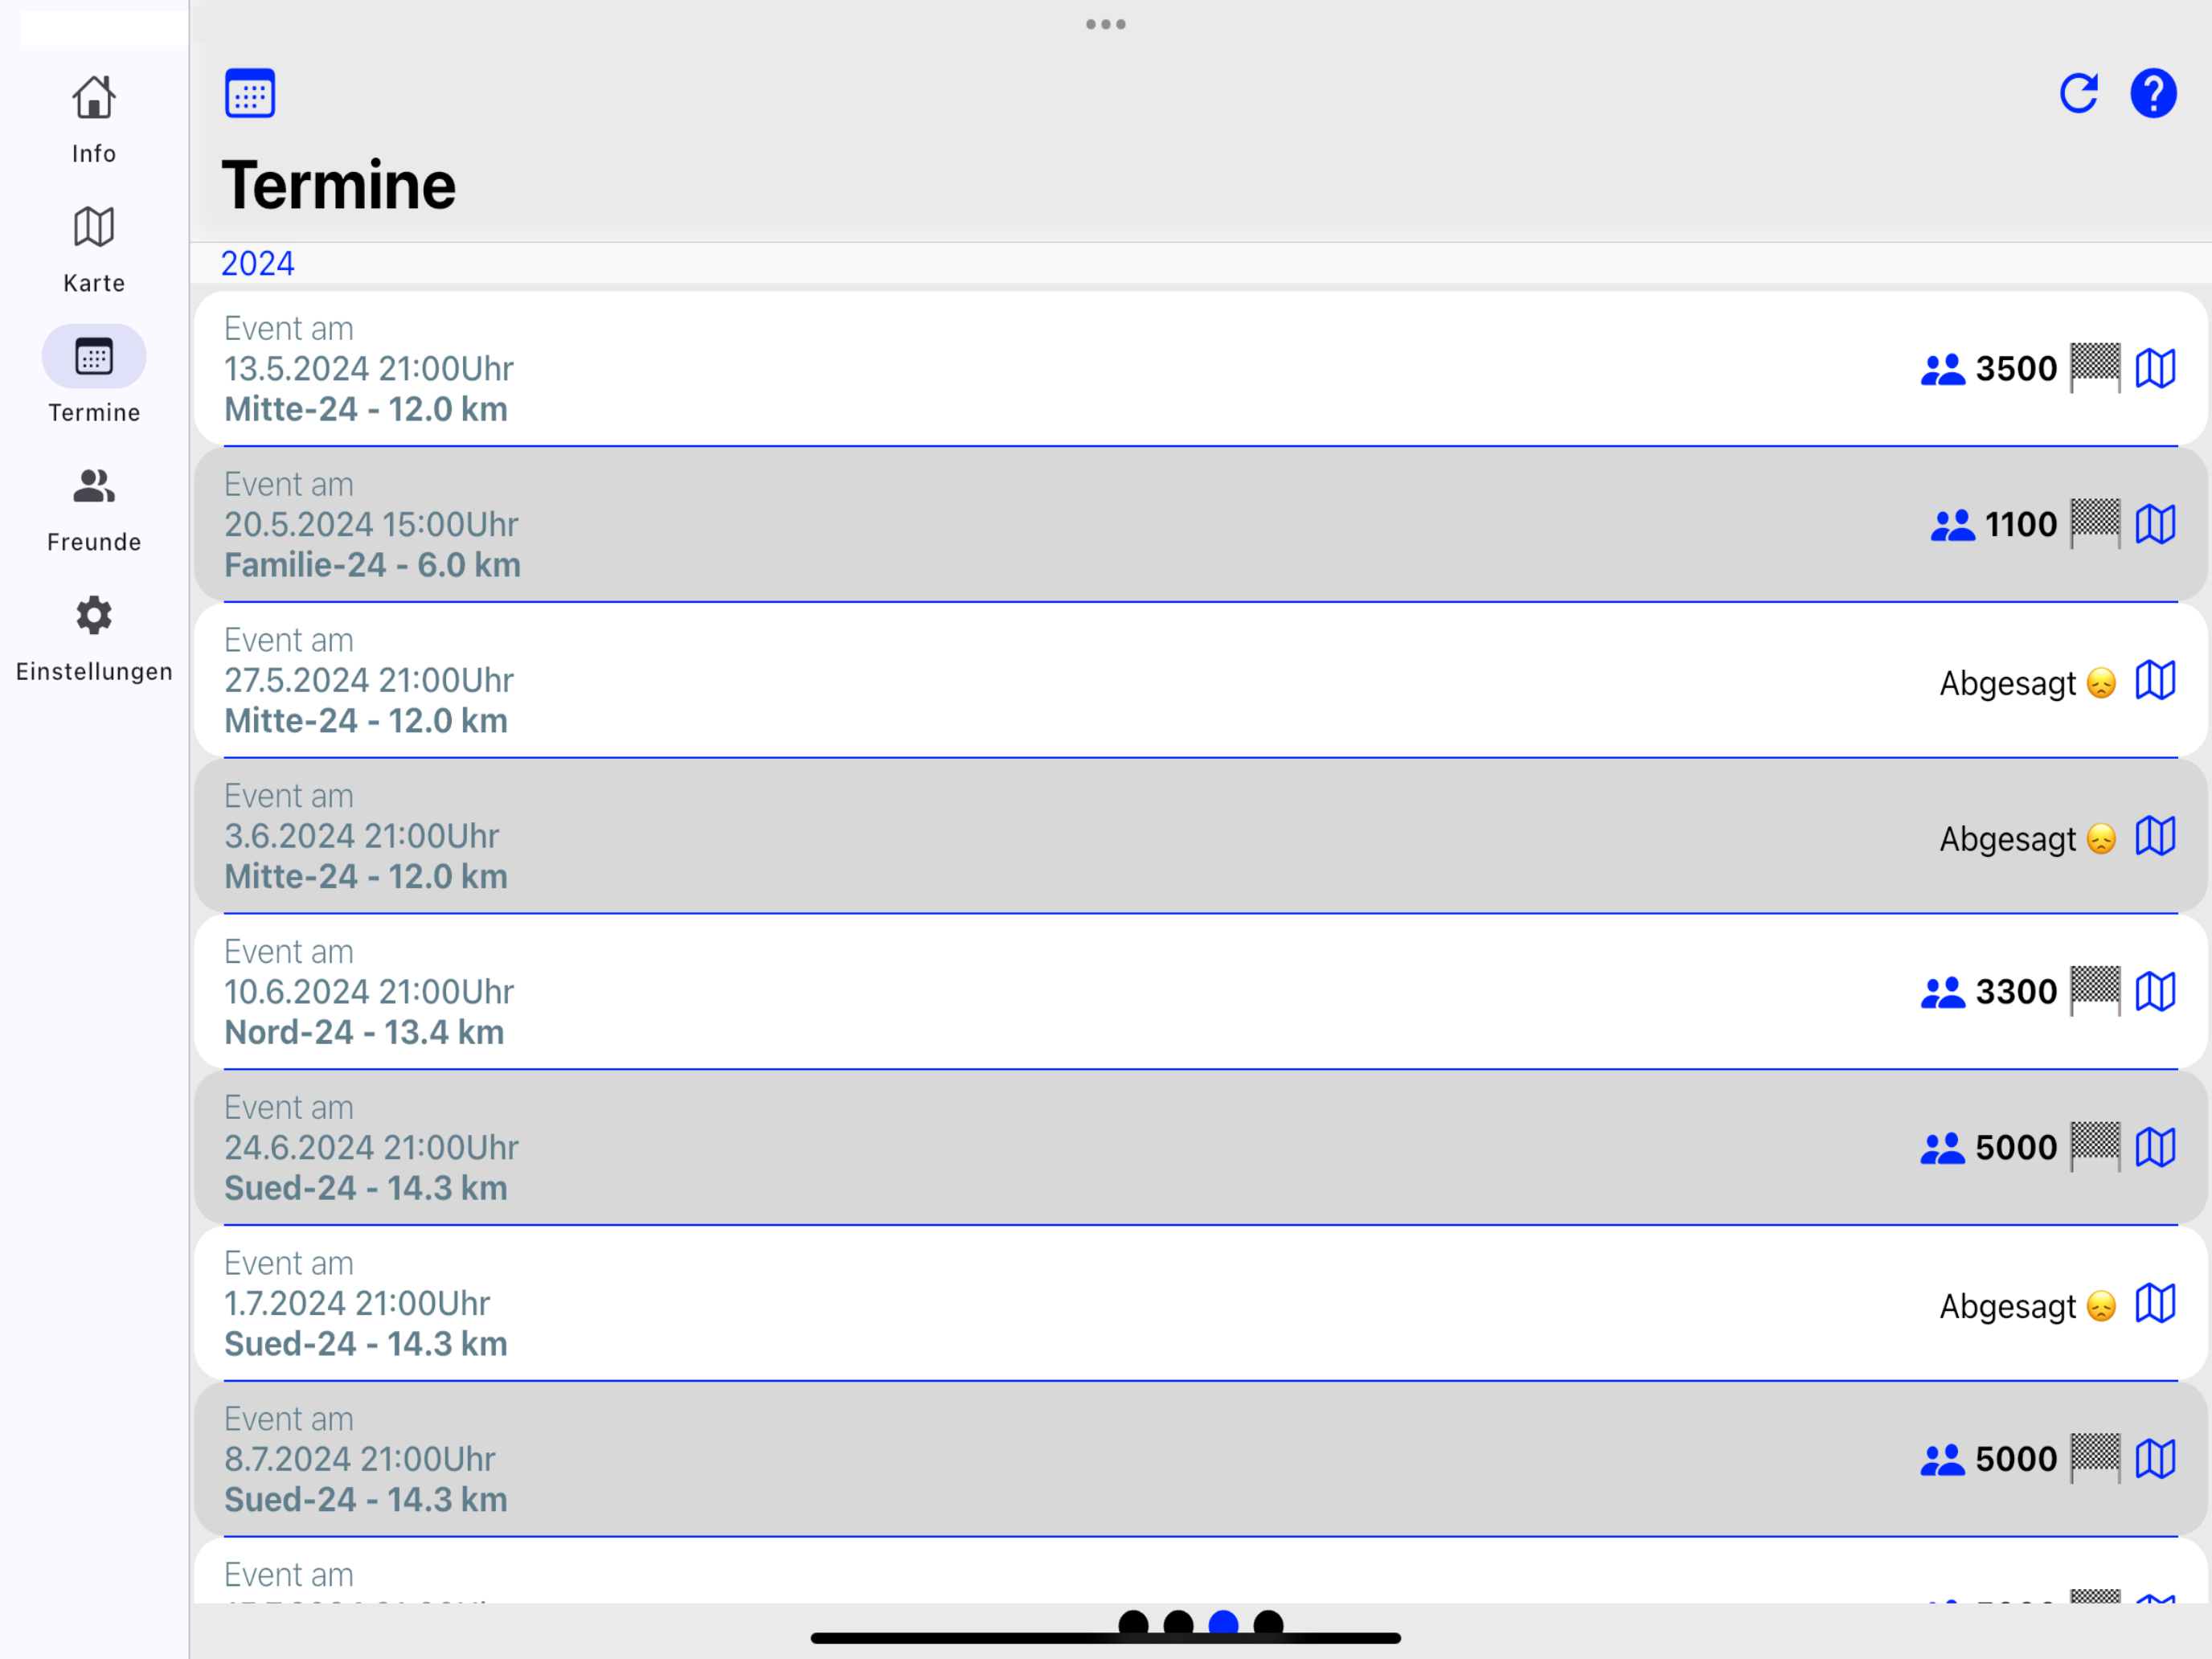 Info
Karte
Termine
Freunde
Einstellungen
Termine
2024
Event am
13.5.2024 21:00Uhr
Mitte-24 - 12.0 km
3500
Event am
20.5.2024 15:00Uhr
Familie-24 - 6.0 km
1100
Event am
27.5.2024 21:00Uhr
Mitte-24 - 12.0 km
Abgesagt 😞
Event am
3.6.2024 21:00Uhr
Mitte-24 - 12.0 km
Abgesagt 😞
Event am
10.6.2024 21:00Uhr
Nord-24 - 13.4 km
3300
Event am
24.6.2024 21:00Uhr
Sued-24 - 14.3 km
5000
Event am
1.7.2024 21:00Uhr
Sued-24 - 14.3 km
Abgesagt 😞
Event am
8.7.2024 21:00Uhr
Sued-24 - 14.3 km
5000
Event am